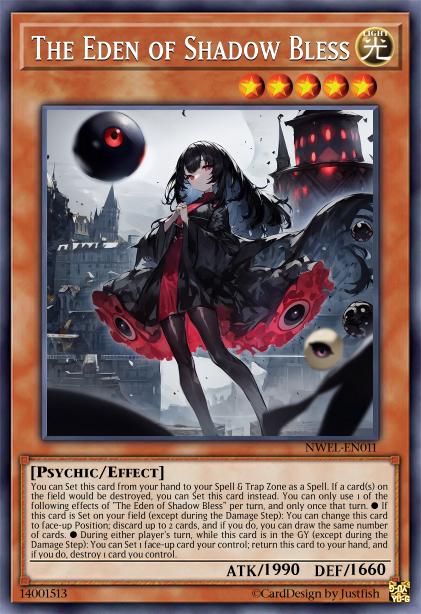 THE EDEN OF SHADOW BLESS
LIGHT
光
NWEL-EN011
[PSYCHIC/EFFECT]
You can Set this card from your hand to your Spell & Trap Zone as a Spell. If a card(s) on
the field would be destroyed, you can Set this card instead. You can only use 1 of the
following effects of "The Eden of Shadow Bless" per turn, and only once that turn. ● If
this card is Set on your field (except during the Damage Step): You can change this card
to face-up Position; discard up to 2 cards, and if you do, you can draw the same number
of cards. ● During either player's turn, while this card is in the GY (except during the
Damage Step): You can Set 1 face-up card your control; return this card to your hand, and
if you do, destroy 1 card you control.
ATK/1990 DEF/1660
14001513
©CardDesign by Justfish